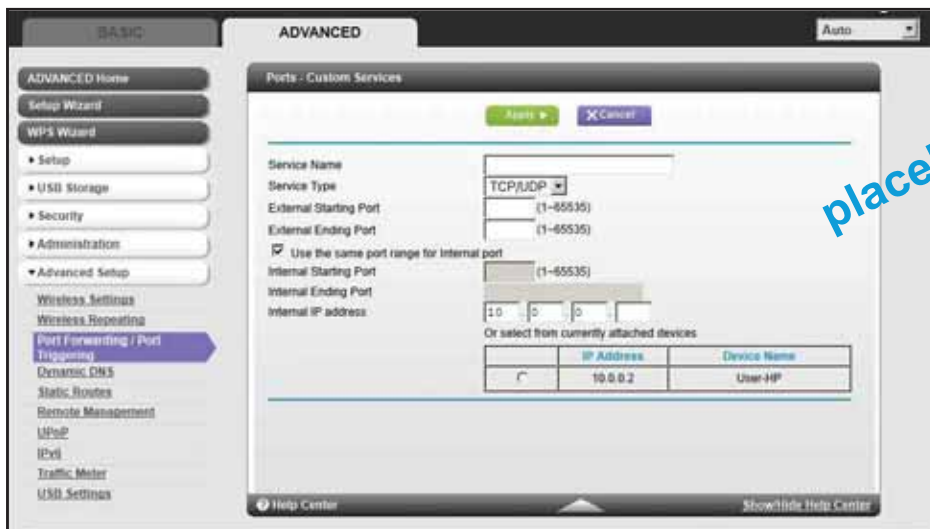 BASIC
ADVANCED
Auto
ADVANCED Home
Setup Wizard
WPS Wizard
Setup
USB Storage
Security
Administration
Advanced Setup
Wireless Settings
Wireless Repeating
Port Forwarding / Port
Triggering
Dynamic DNS
Static Routes
Remote Management
UPnP
IPv6
Traffic Meter
USB Settings
Ports - Custom Services
Apply
X Cancel
Service Name
Service Type TCP/UDP
External Starting Port (1~65535)
External Ending Port (1~65535)
Use the same port range for Internal port
Internal Starting Port (1~65535)
Internal Ending Port
Internal IP address 10 . 0 . 0 .
Or select from currently attached devices
IP Address Device Name
10.0.0.2 User-HP
Help Center
Show/Hide Help Center